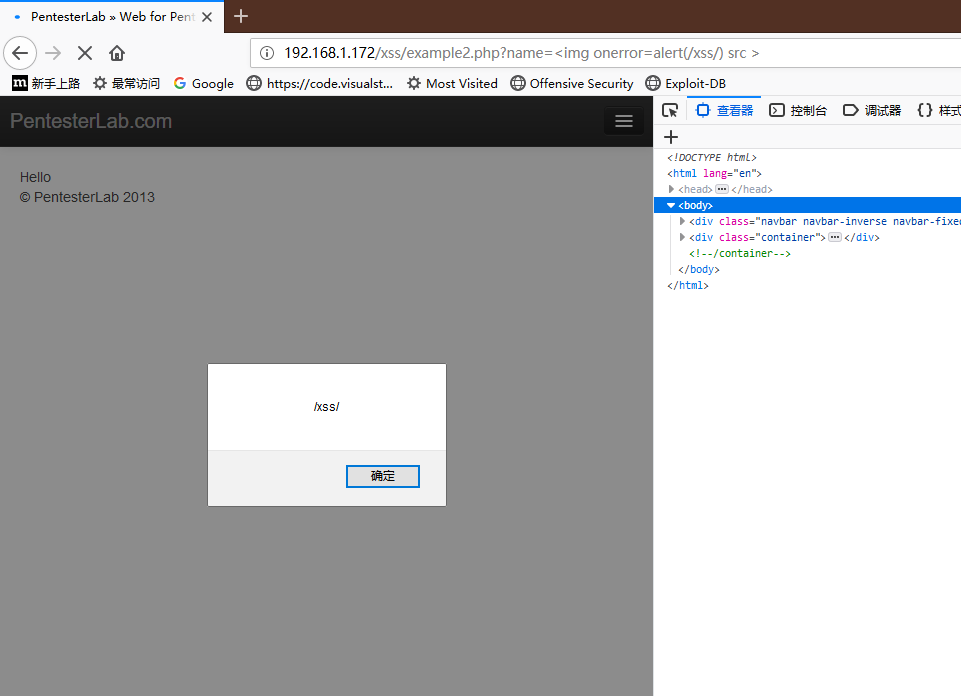 PentesterLab » Web for Pent
192.168.1.172/xss/example2.php?name=<img onerror=alert(/xss/) src >
新手上路 最常访问 Google https://code.visualst... Most Visited Offensive Security Exploit-DB
PentesterLab.com
Hello
© PentesterLab 2013
/xss/
确定
查看器 控制台 调试器 {} 样式
<!DOCTYPE html>
<html lang="en">
<head>...</head>
<body>
<div class="navbar navbar-inverse navbar-fixed
<div class="container">...</div>
<!--/container-->
</body>
</html>